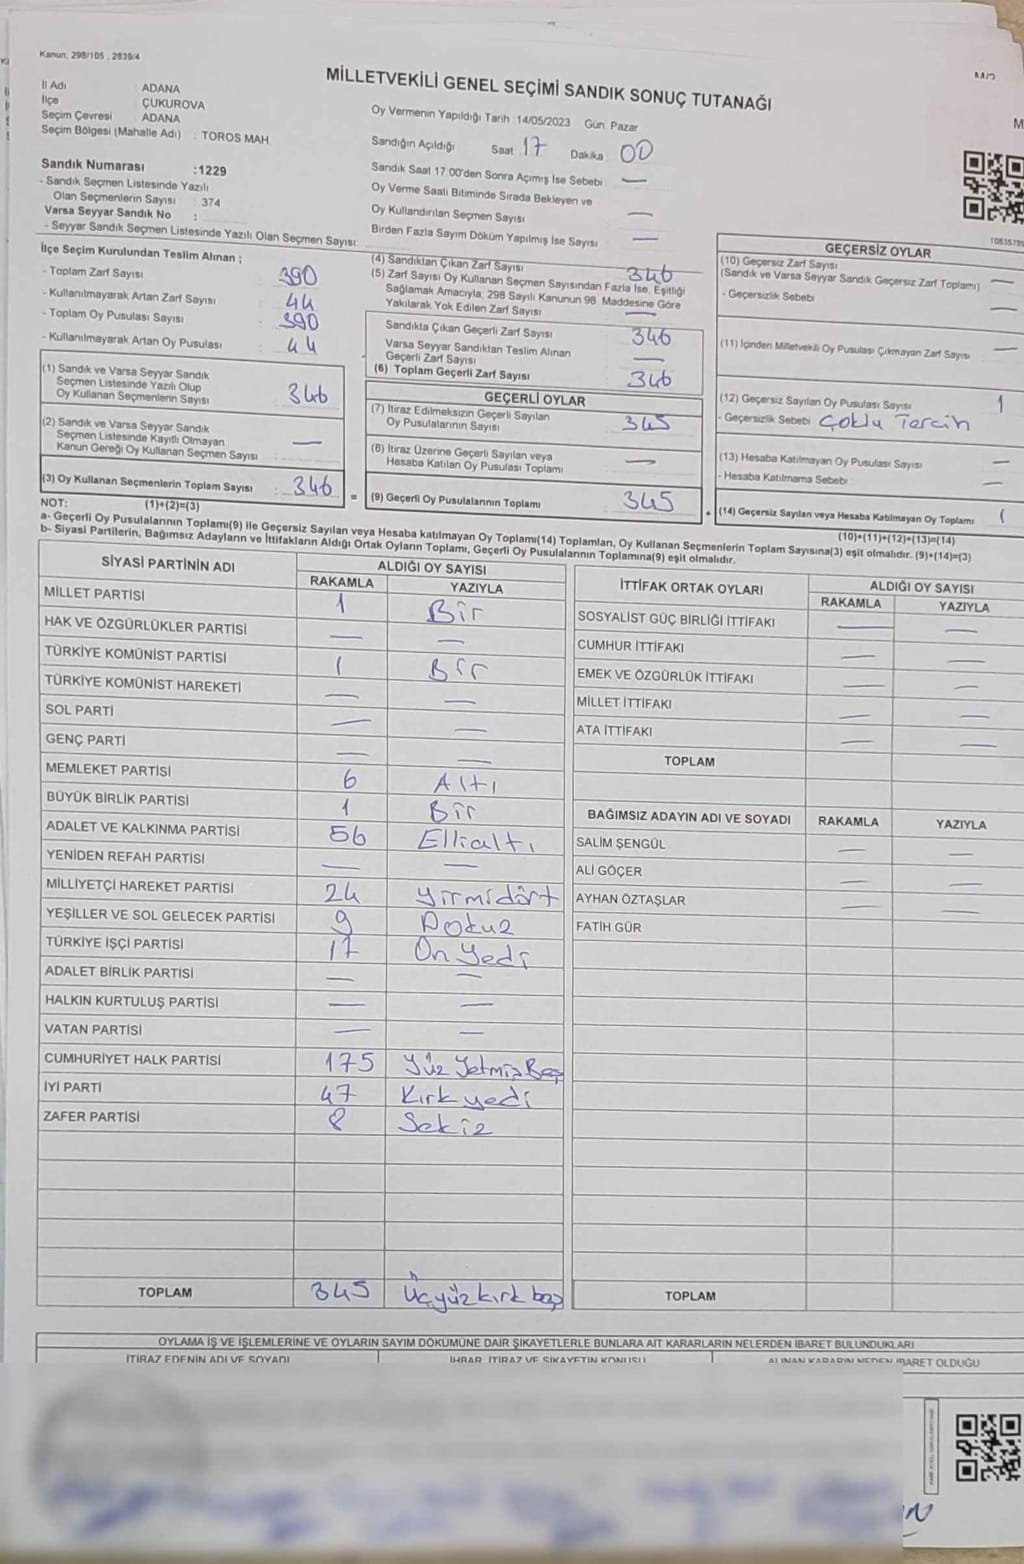 Kanun, 298/105 , 2839/4
MİLLETVEKİLİ GENEL SEÇİMİ SANDIK SONUÇ TUTANAĞI
İl Adı ADANA
İlçe ÇUKUROVA
Seçim Çevresi ADANA
Seçim Bölgesi (Mahalle Adı) : TOROS MAH
Sandık Numarası :1229
- Sandık Seçmen Listesinde Yazılı
Olan Seçmenlerin Sayısı : 374
Varsa Seyyar Sandık No :
- Seyyar Sandık Seçmen Listesinde Yazılı Olan Seçmen Sayısı:
Oy Vermenin Yapıldığı Tarih :14/05/2023 Gün: Pazar
Sandığın Açıldığı Saat: 17 Dakika: 00
Sandık Saat 17.00'den Sonra Açımış İse Sebebi —
Oy Verme Saati Bitiminde Sırada Bekleyen ve
Oy Kullandırılan Seçmen Sayısı —
Birden Fazla Sayım Döküm Yapılmış İse Sayısı —
İlçe Seçim Kurulundan Teslim Alınan ;
- Toplam Zarf Sayısı : 390
- Kullanılmayarak Artan Zarf Sayısı : 44
- Toplam Oy Pusulası Sayısı : 390
- Kullanılmayarak Artan Oy Pusulası : 44
(1) Sandık ve Varsa Seyyar Sandık
Seçmen Listesinde Yazılı Olup
Oy Kullanan Seçmenlerin Sayısı : 346
(2) Sandık ve Varsa Seyyar Sandık
Seçmen Listesinde Kayıtlı Olmayan
Kanun Gereği Oy Kullanan Seçmen Sayısı : —
(3) Oy Kullanan Seçmenlerin Toplam Sayısı : 346
(4) Sandıktan Çıkan Zarf Sayısı 346
(5) Zarf Sayısı Oy Kullanan Seçmen Sayısından Fazla İse, Eşitliği
Sağlamak Amacıyla, 298 Sayılı Kanunun 98. Maddesine Göre
Yakılarak Yok Edilen Zarf Sayısı —
Sandıkta Çıkan Geçerli Zarf Sayısı 346
Varsa Seyyar Sandıktan Teslim Alınan
Geçerli Zarf Sayısı —
(6) Toplam Geçerli Zarf Sayısı 346
GEÇERLİ OYLAR
(7) İtiraz Edilmeksizin Geçerli Sayılan
Oy Pusulalarının Sayısı 345
(8) İtiraz Üzerine Geçerli Sayılan veya
Hesaba Katılan Oy Pusulası Toplamı —
= (9) Geçerli Oy Pusulalarının Toplamı 345
GEÇERSİZ OYLAR
(10) Geçersiz Zarf Sayısı
(Sandık ve Varsa Seyyar Sandık Geçersiz Zarf Toplamı) —
- Geçersizlik Sebebi —
(11) İçinden Milletvekili Oy Pusulası Çıkmayan Zarf Sayısı —
(12) Geçersiz Sayılan Oy Pusulası Sayısı 1
- Geçersizlik Sebebi Çoklu Tercih
(13) Hesaba Katılmayan Oy Pusulası Sayısı —
- Hesaba Katılmama Sebebi —
+ (14) Geçersiz Sayılan veya Hesaba Katılmayan Oy Toplamı 1
NOT: (1)+(2)=(3)
(10)+(11)+(12)+(13)=(14)
a- Geçerli Oy Pusulalarının Toplamı(9) ile Geçersiz Sayılan veya Hesaba katılmayan Oy Toplamı(14) Toplamları, Oy Kullanan Seçmenlerin Toplam Sayısına(3) eşit olmalıdır. (9)+(14)=(3)
b- Siyasi Partilerin, Bağımsız Adayların ve İttifakların Aldığı Ortak Oyların Toplamı, Geçerli Oy Pusulalarının Toplamına(9) eşit olmalıdır.
SİYASİ PARTİNİN ADI ALDIĞI OY SAYISI
RAKAMLA YAZIYLA
MİLLET PARTİSİ 1 Bir
HAK VE ÖZGÜRLÜKLER PARTİSİ — —
TÜRKİYE KOMÜNİST PARTİSİ 1 Bir
TÜRKİYE KOMÜNİST HAREKETİ — —
SOL PARTİ — —
GENÇ PARTİ — —
MEMLEKET PARTİSİ 6 Altı
BÜYÜK BİRLİK PARTİSİ 1 Bir
ADALET VE KALKINMA PARTİSİ 56 Ellialtı
YENİDEN REFAH PARTİSİ — —
MİLLİYETÇİ HAREKET PARTİSİ 24 yirmidört
YEŞİLLER VE SOL GELECEK PARTİSİ 9 Dokuz
TÜRKİYE İŞÇİ PARTİSİ 17 On yedi
ADALET BİRLİK PARTİSİ — —
HALKIN KURTULUŞ PARTİSİ — —
VATAN PARTİSİ — —
CUMHURİYET HALK PARTİSİ 175 Yüz Yetmiş Beş
İYİ PARTİ 47 Kırk yedi
ZAFER PARTİSİ 8 Sekiz
TOPLAM 345 Üçyüz kırk beş
İTTİFAK ORTAK OYLARI ALDIĞI OY SAYISI
RAKAMLA YAZIYLA
SOSYALİST GÜÇ BİRLİĞİ İTTİFAKI — —
CUMHUR İTTİFAKI — —
EMEK VE ÖZGÜRLÜK İTTİFAKI — —
MİLLET İTTİFAKI — —
ATA İTTİFAKI — —
TOPLAM
BAĞIMSIZ ADAYIN ADI VE SOYADI RAKAMLA YAZIYLA
SALİM ŞENGÜL — —
ALİ GÖÇER — —
AYHAN ÖZTAŞLAR — —
FATİH GÜR
TOPLAM
OYLAMA İŞ VE İŞLEMLERİNE VE OYLARIN SAYIM DÖKÜMÜNE DAİR ŞİKAYETLERLE BUNLARA AİT KARARLARIN NELERDEN İBARET BULUNDUKLARI
İTİRAZ EDENİN ADI VE SOYADI İHBAR, İTİRAZ VE ŞİKAYETİN KONUSU ALINAN KARARIN NEDEN İBARET OLDUĞU